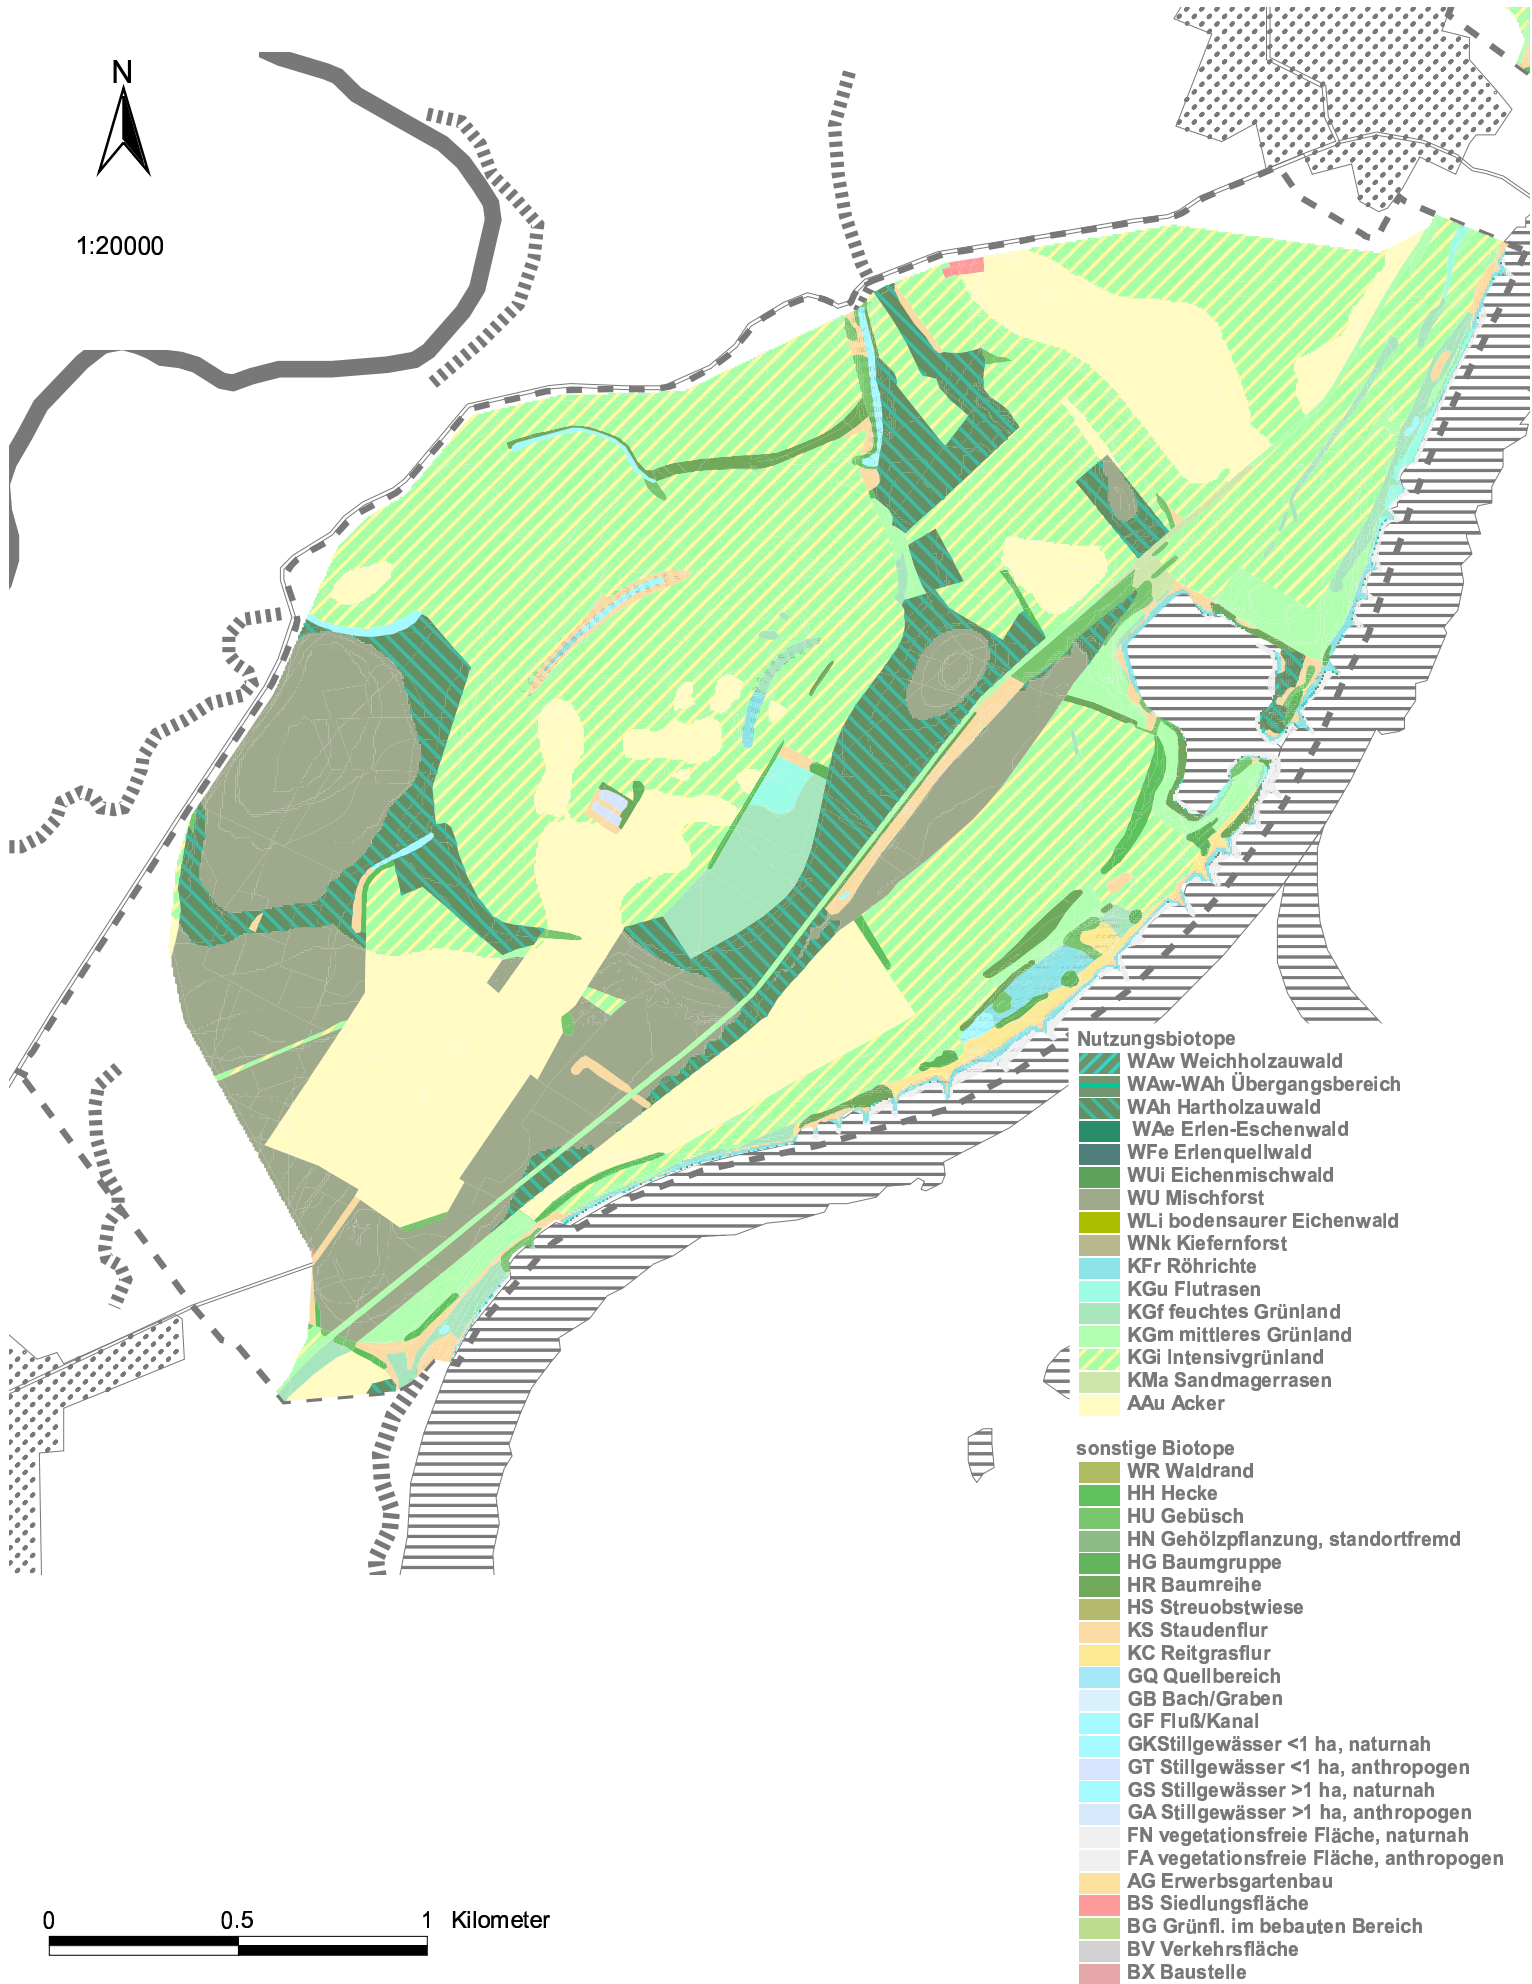 N
1:20000
Nutzungsbiotope
WAw Weichholzauwald
WAw-WAh Übergangsbereich
WAh Hartholzauwald
WAe Erlen-Eschenwald
WFe Erlenquellwald
WUi Eichenmischwald
WU Mischforst
WLi bodensaurer Eichenwald
WNk Kiefernforst
KFr Röhrichte
KGu Flutrasen
KGf feuchtes Grünland
KGm mittleres Grünland
KGi Intensivgrünland
KMa Sandmagerrasen
AAu Acker
sonstige Biotope
WR Waldrand
HH Hecke
HU Gebüsch
HN Gehölzpflanzung, standortfremd
HG Baumgruppe
HR Baumreihe
HS Streuobstwiese
KS Staudenflur
KC Reitgrasflur
GQ Quellbereich
GB Bach/Graben
GF Fluß/Kanal
GKStillgewässer <1 ha, naturnah
GT Stillgewässer <1 ha, anthropogen
GS Stillgewässer >1 ha, naturnah
GA Stillgewässer >1 ha, anthropogen
FN vegetationsfreie Fläche, naturnah
FA vegetationsfreie Fläche, anthropogen
AG Erwerbsgartenbau
BS Siedlungsfläche
BG Grünfl. im bebauten Bereich
BV Verkehrsfläche
BX Baustelle
0 0.5 1 Kilometer